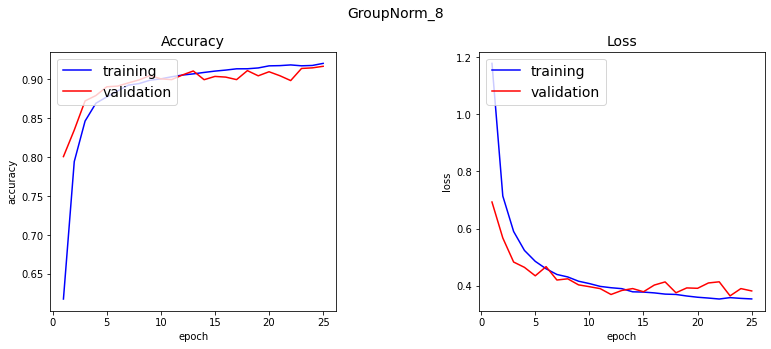 GroupNorm_8
Accuracy
training
validation
0.90
0.85
0.80
0.75
0.70
0.65
accuracy
0
5
10
15
20
25
epoch
Loss
training
validation
1.2
1.0
0.8
0.6
0.4
loss
0
5
10
15
20
25
epoch